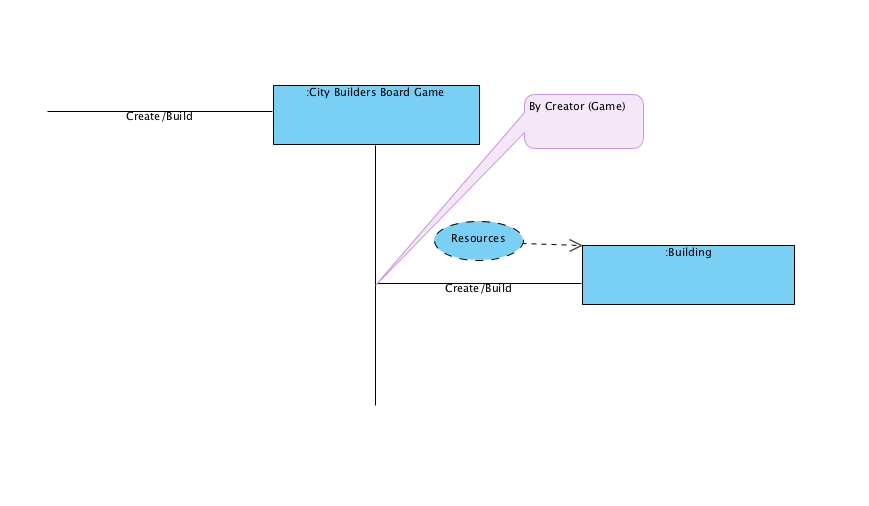 :City Builders Board Game
By Creator (Game)
Create/Build
Resources
:Building
Create/Build